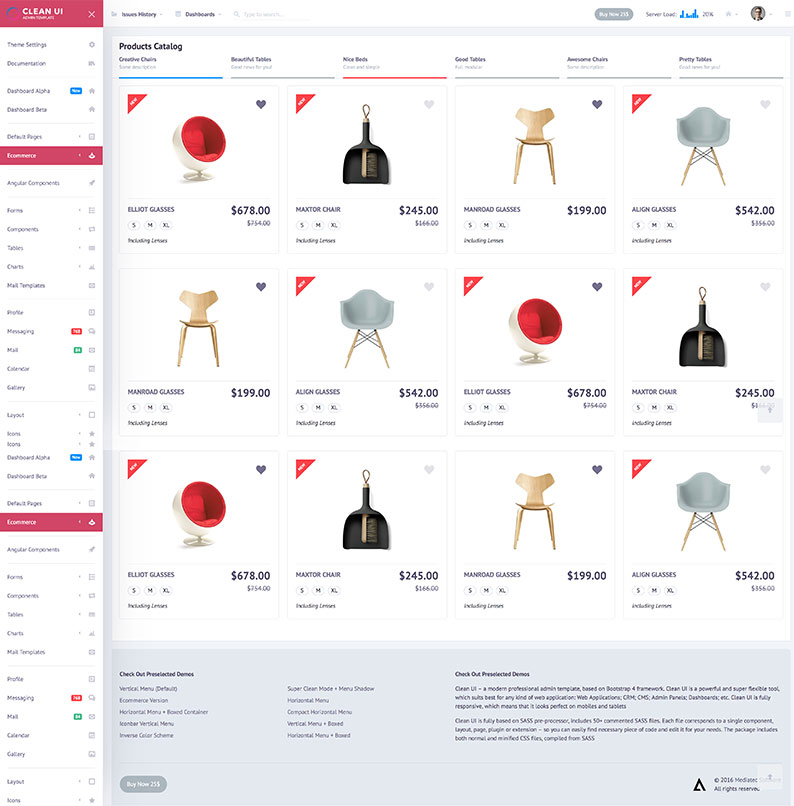 CLEAN UI
ADMIN TEMPLATE
Issues History
Dashboards
Type to search...
Buy Now 25$
Server Load:
20%
Theme Settings
Documentation
Dashboard Alpha
New
Dashboard Beta
Default Pages
Ecommerce
Angular Components
Forms
Components
Tables
Charts
Mail Templates
Profile
Messaging
768
Mail
84
Calendar
Gallery
Layout
Icons
Icons
Dashboard Alpha
New
Dashboard Beta
Default Pages
Ecommerce
Angular Components
Forms
Components
Tables
Charts
Mail Templates
Profile
Messaging
768
Mail
84
Calendar
Gallery
Layout
Icons
Products Catalog
Creative Chairs
Some description
Beautiful Tables
Good news for you!
Nice Beds
Clean and simple
Good Tables
Awesome Chairs
Some description
Pretty Tables
Good news for you!
NEW
ELLIOT GLASSES
$678.00
$754.00
S M XL
Including Lenses
NEW
MAXTOR CHAIR
$245.00
$166.00
S M XL
Including Lenses
MANROAD GLASSES
$199.00
S M XL
Including Lenses
NEW
ALIGN GLASSES
$542.00
$356.00
S M XL
Including Lenses
MANROAD GLASSES
$199.00
S M XL
Including Lenses
NEW
ALIGN GLASSES
$542.00
$356.00
S M XL
Including Lenses
NEW
ELLIOT GLASSES
$678.00
$754.00
S M XL
Including Lenses
NEW
MAXTOR CHAIR
$245.00
S M XL
Including Lenses
NEW
ELLIOT GLASSES
$678.00
$754.00
S M XL
Including Lenses
NEW
MAXTOR CHAIR
$245.00
$166.00
S M XL
Including Lenses
MANROAD GLASSES
$199.00
S M XL
Including Lenses
NEW
ALIGN GLASSES
$542.00
$356.00
S M XL
Including Lenses
Check Out Preselected Demos
Vertical Menu (Default)
Ecommerce Version
Horizontal Menu + Boxed Container
Iconbar Vertical Menu
Inverse Color Scheme
Super Clean Mode + Menu Shadow
Horizontal Menu
Compact Horizontal Menu
Vertical Menu + Boxed
Horizontal Menu + Boxed
Check Out Preselected Demos
Clean UI – a modern professional admin template, based on Bootstrap 4 framework. Clean UI is a powerful and super flexible tool,
which suits best for any kind of web application: Web Applications; CRM; CMS; Admin Panels; Dashboards; etc. Clean UI is fully
responsive, which means that it looks perfect on mobiles and tablets
Clean UI is fully based on SASS pre-processor, includes 50+ commented SASS files. Each file corresponds to a single component,
layout, page, plugin or extension – so you can easily find necessary piece of code and edit it for your needs. The package includes
both normal and minified CSS files, compiled from SASS
Buy Now 25$
© 2016 Mediatec
All rights reserved